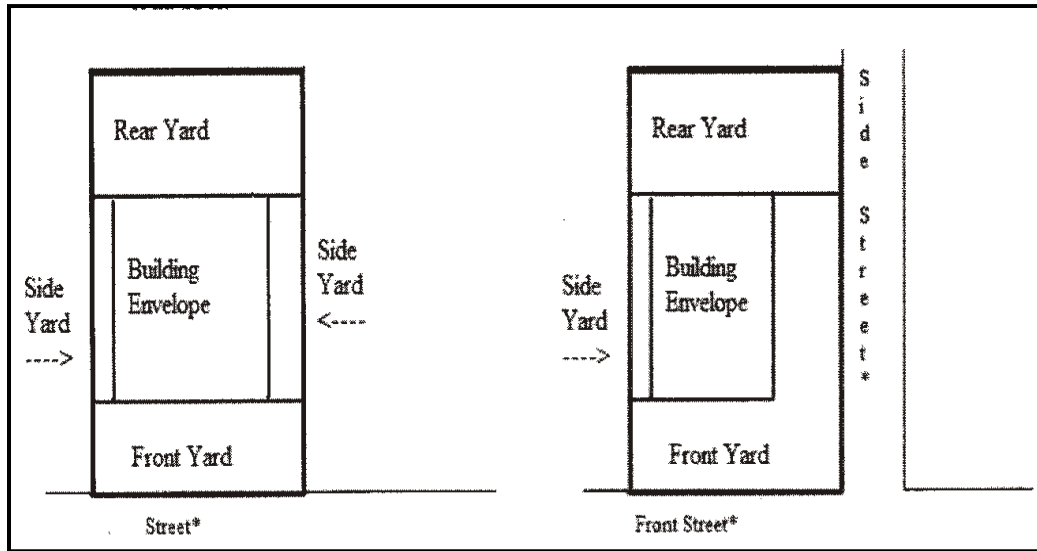 Rear Yard
Side
Yard
---->
Building
Envelope
Side
Yard
<----
Front Yard
Street*
Rear Yard
Side
Yard
---->
Building
Envelope
Front Yard
Front Street*
S
i
d
e
S
t
r
e
e
t
*